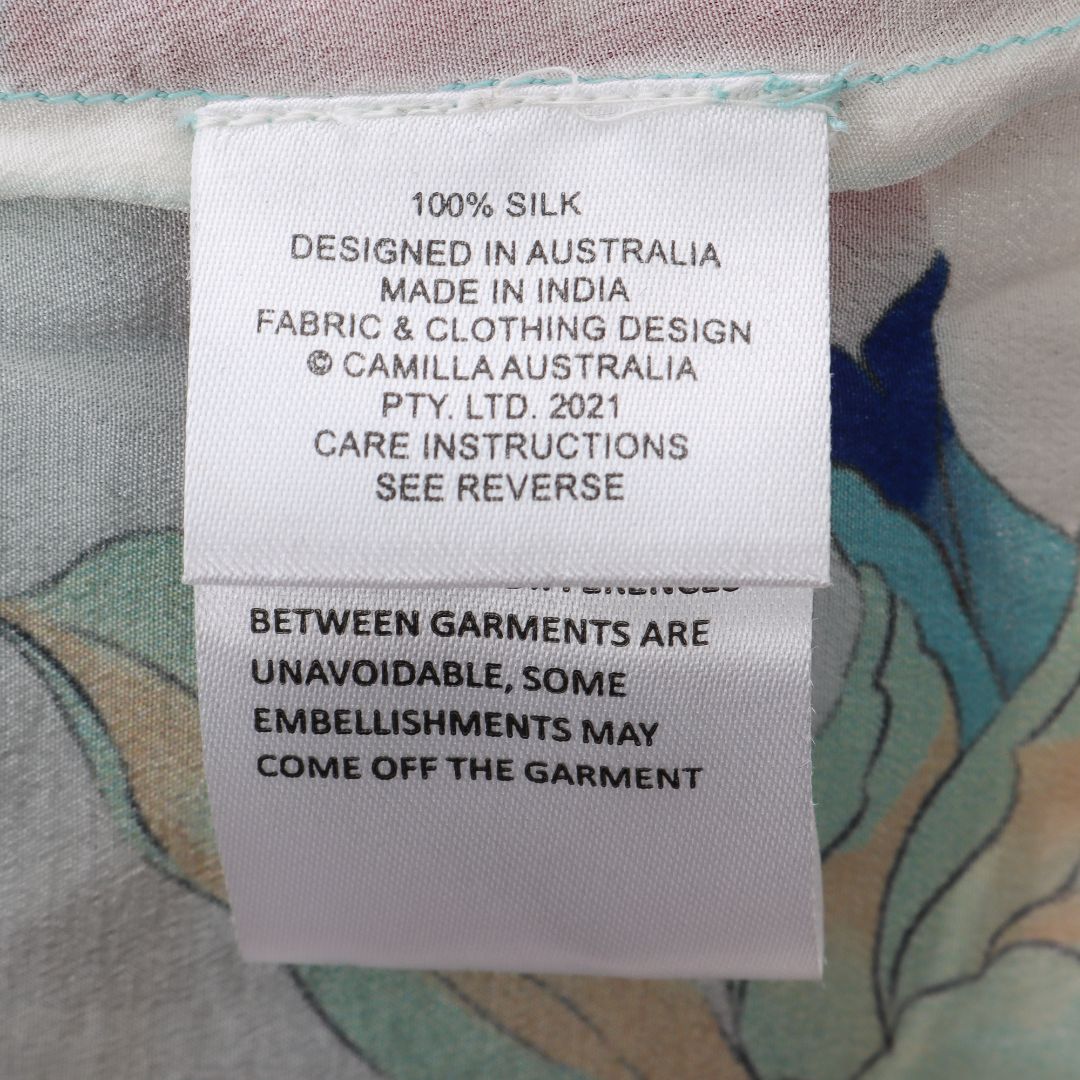 100% SILK
DESIGNED IN AUSTRALIA
MADE IN INDIA
FABRIC & CLOTHING DESIGN
© CAMILLA AUSTRALIA
PTY. LTD. 2021
CARE INSTRUCTIONS
SEE REVERSE
DIFFERENCES
BETWEEN GARMENTS ARE
UNAVOIDABLE, SOME
EMBELLISHMENTS MAY
COME OFF THE GARMENT